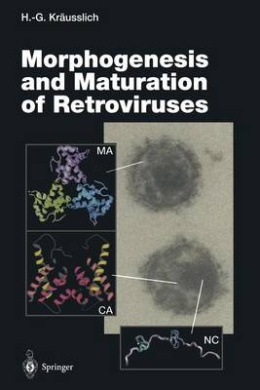 H.-G. Kräusslich
Morphogenesis
and Maturation
of Retroviruses
MA
CA
NC
Springer